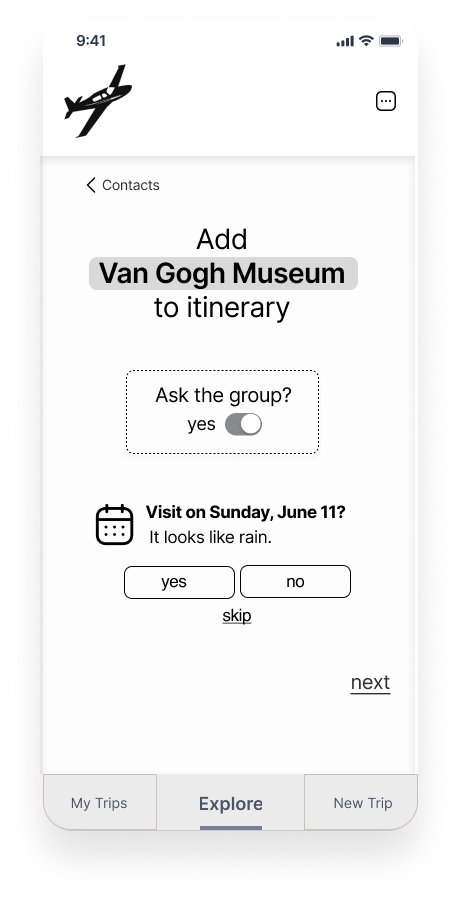 9:41
Contacts
Add
Van Gogh Museum
to itinerary
Ask the group?
yes
Visit on Sunday, June 11?
It looks like rain.
yes no
skip
next
My Trips Explore New Trip